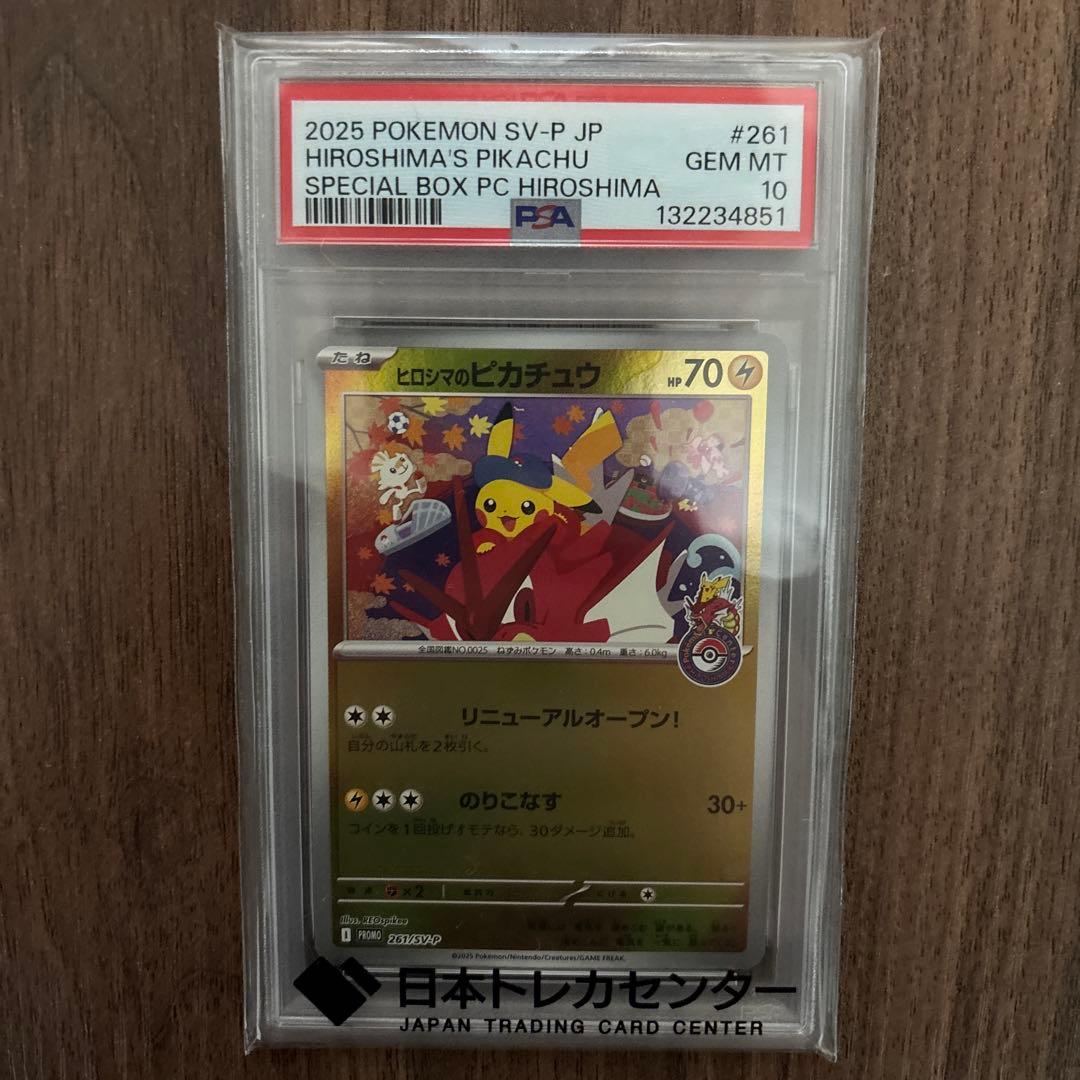 2025 POKEMON SV-P JP #261
HIROSHIMA'S PIKACHU GEM MT
SPECIAL BOX PC HIROSHIMA 10
PSA 132234851
たね ヒロシマのピカチュウ HP 70
全国図鑑NO.0025 ねずみポケモン 高さ:0.4m 重さ:6.0kg
リニューアルオープン!
自分の山札を2枚引く。
のりこなす 30+
コインを1回投げオモテなら、30ダメージ追加。
×2
Illus. REOspikee
I PROMO 261/SV-P
©2025 Pokémon/Nintendo/Creatures/GAME FREAK.
日本トレカセンター
JAPAN TRADING CARD CENTER